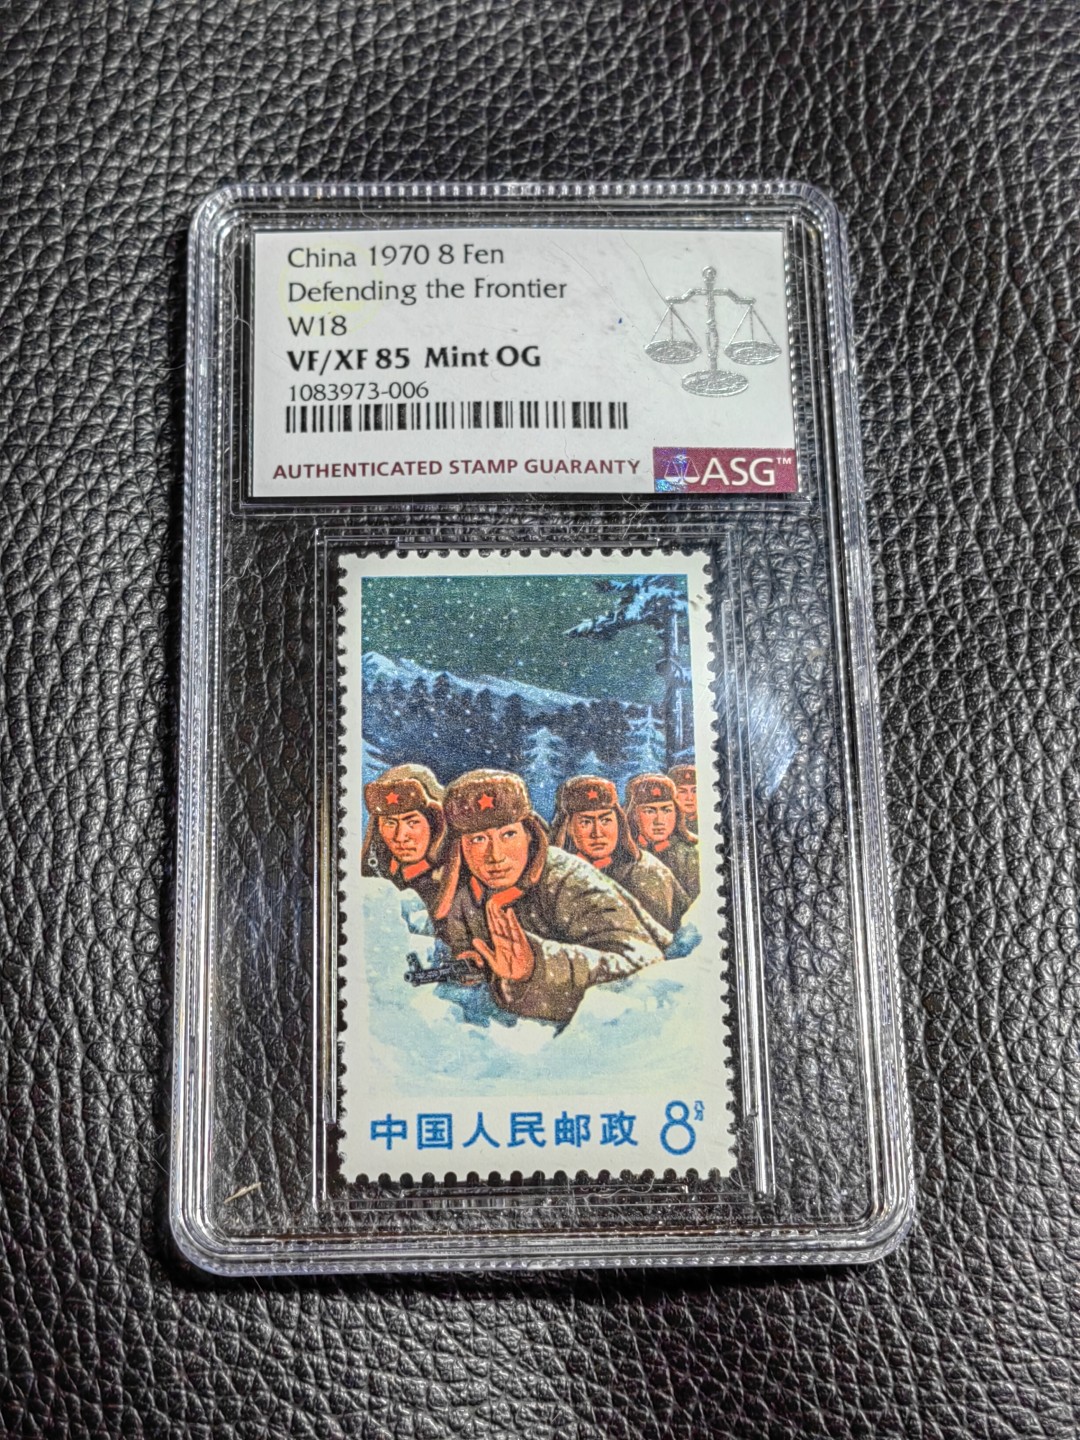 China 1970 8 Fen
Defending the Frontier
W18
VF/XF 85 Mint OG
1083973-006
AUTHENTICATED STAMP GUARANTY
ASG™
中国人民邮政 8八分